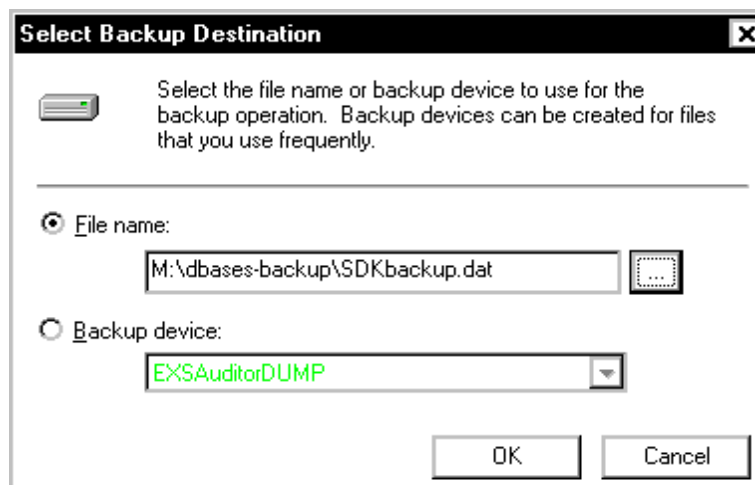 Select Backup Destination
Select the file name or backup device to use for the
backup operation. Backup devices can be created for files
that you use frequently.
File name:
M:\dbases-backup\SDKbackup.dat
...
Backup device:
EXSAuditorDUMP
OK Cancel